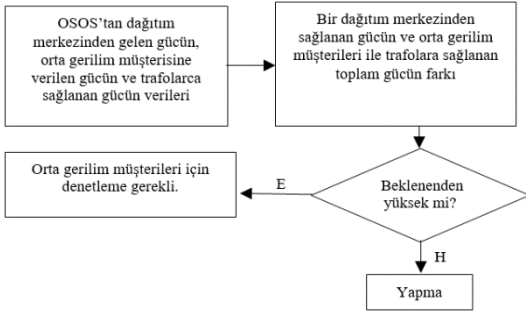 OSOS’tan dağıtım
merkezinden gelen gücün,
orta gerilim müşterisine
verilen gücün ve trafolarca
sağlanan gücün verileri
Bir dağıtım merkezinden
sağlanan gücün ve orta gerilim
müşterileri ile trafolara sağlanan
toplam gücün farkı
Beklenenden
yüksek mi?
E
Orta gerilim müşterileri için
denetleme gerekli.
H
Yapma